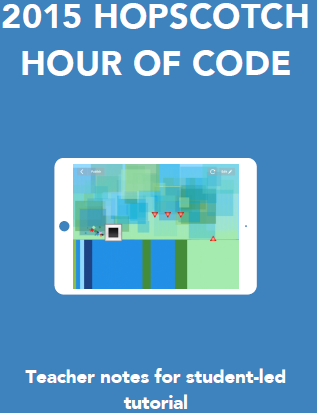 2015 HOPSCOTCH
HOUR OF CODE
Teacher notes for student-led
tutorial